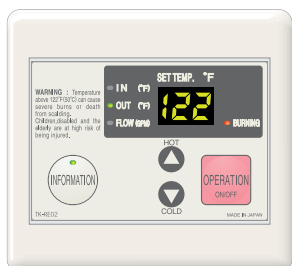 SET TEMP. °F
WARNING : Temperature
above 122°F(50°C) can cause
severe burns or death
from scalding.
Children,disabled and the
elderly are at high risk of
being injured.
IN (°F)
OUT (°F)
FLOW (GPM)
122
BURNING
HOT
INFORMATION
OPERATION
ON/OFF
COLD
TK-RE02
MADE IN JAPAN